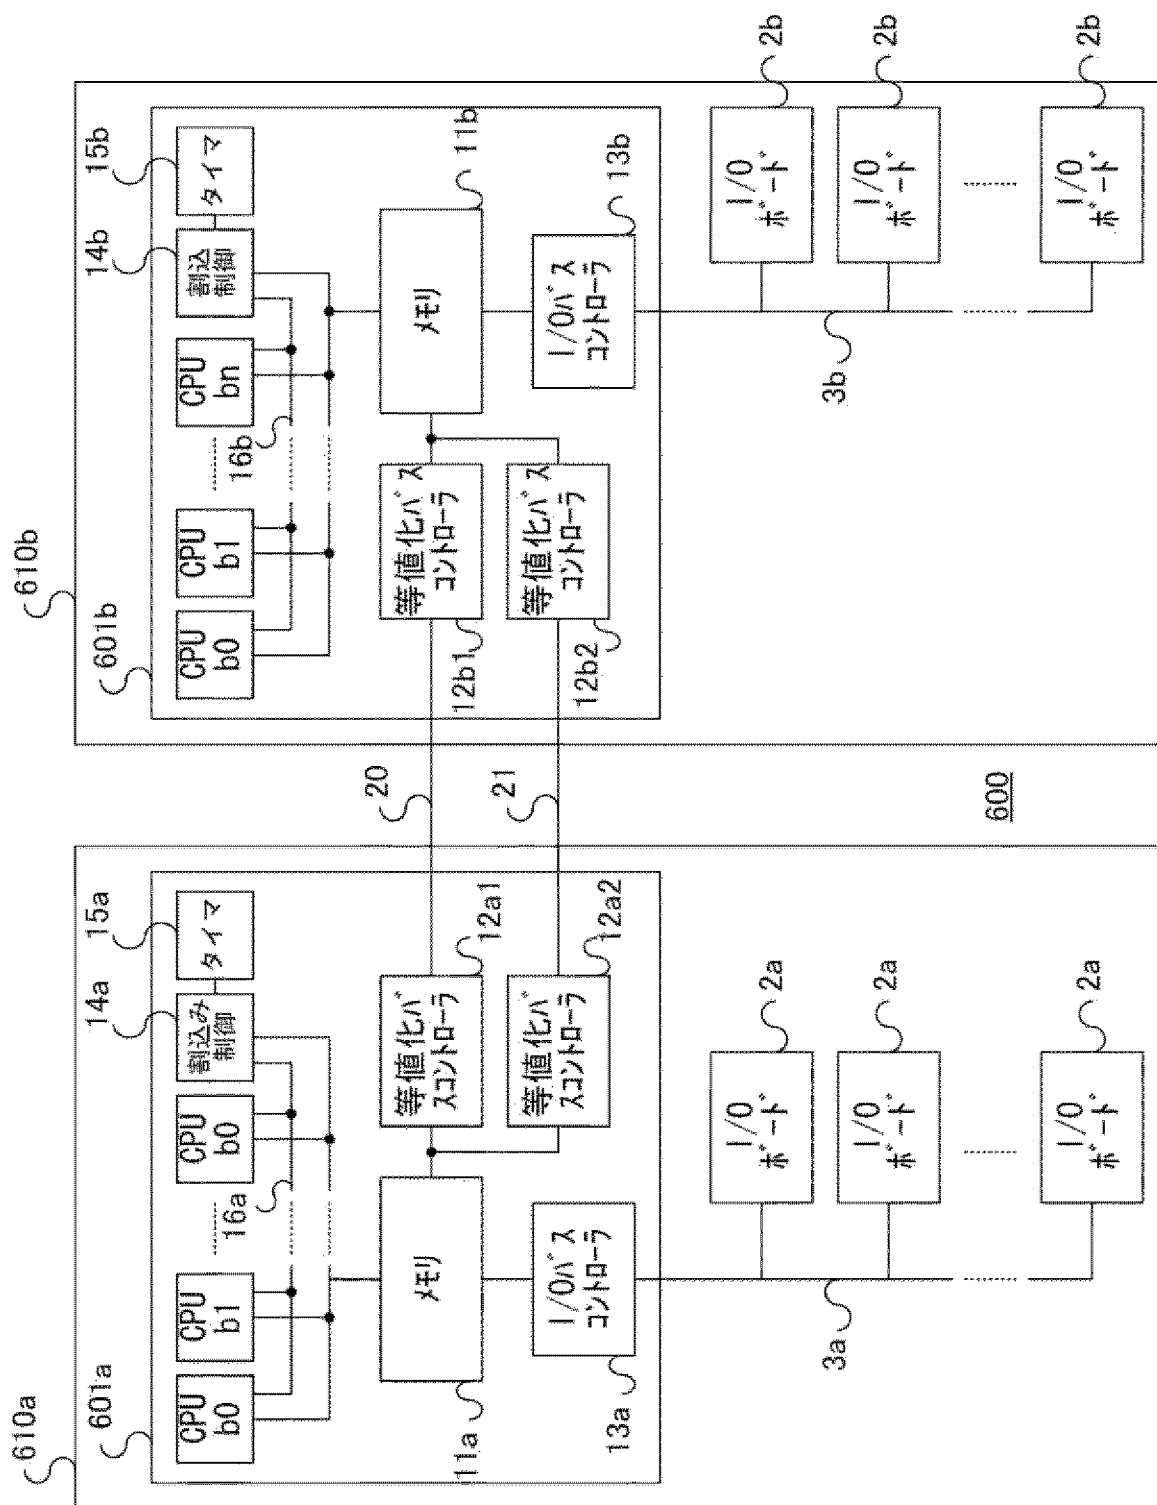 610a
601a
CPU
b0
CPU
b1
16a
CPU
b0
14a
割込み
制御
15a
タイマ
メモリ
11a
等値化バ
スコントローラ
12a1
等値化バ
スコントローラ
12a2
I/Oバス
コントローラ
13a
3a
I/O
ボード
2a
I/O
ボード
2a
I/O
ボード
2a
20
21
600
610b
601b
CPU
b0
CPU
b1
16b
CPU
bn
14b
割込
制御
15b
タイマ
等値化バス
コントローラ
12b1
等値化バス
コントローラ
12b2
メモリ
11b
I/Oバス
コントローラ
13b
3b
I/O
ボード
2b
I/O
ボード
2b
I/O
ボード
2b